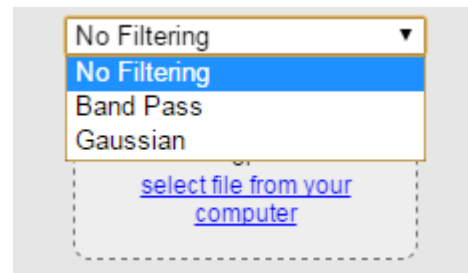 No Filtering
No Filtering
Band Pass
Gaussian
select file from your
computer